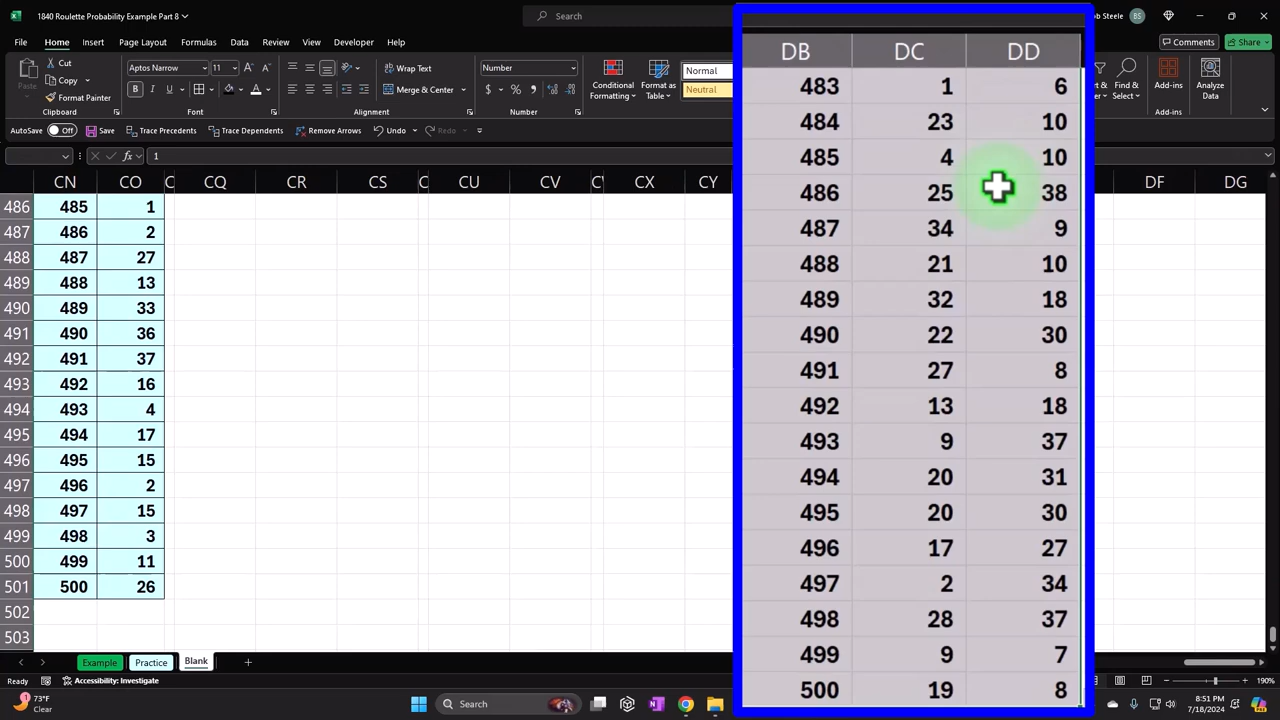 1840 Roulette Probability Example Part 8
Search
ob Steele BS
File Home Insert Page Layout Formulas Data Review View Developer Help
Comments Share
Cut
Copy
Format Painter
Clipboard
Aptos Narrow 11
Font
Wrap Text
Merge & Center
Alignment
Number
Number
Conditional Formatting
Format as Table
Normal
Neutral
Add-ins
Add-ins
Analyze Data
AutoSave Off Trace Precedents Trace Dependents Remove Arrows Undo Redo
fx 1
CN CO C CQ CR CS C CU CV CV CX CY DF DG
486 485 1
487 486 2
488 487 27
489 488 13
490 489 33
491 490 36
492 491 37
493 492 16
494 493 4
495 494 17
496 495 15
497 496 2
498 497 15
499 498 3
500 499 11
501 500 26
502
503
DB DC DD
483 1 6
484 23 10
485 4 10
486 25 38
487 34 9
488 21 10
489 32 18
490 22 30
491 27 8
492 13 18
493 9 37
494 20 31
495 20 30
496 17 27
497 2 34
498 28 37
499 9 7
500 19 8
Example Practice Blank
Ready Accessibility: Investigate
190%
73°F
Clear
Search
8:51 PM
7/18/2024